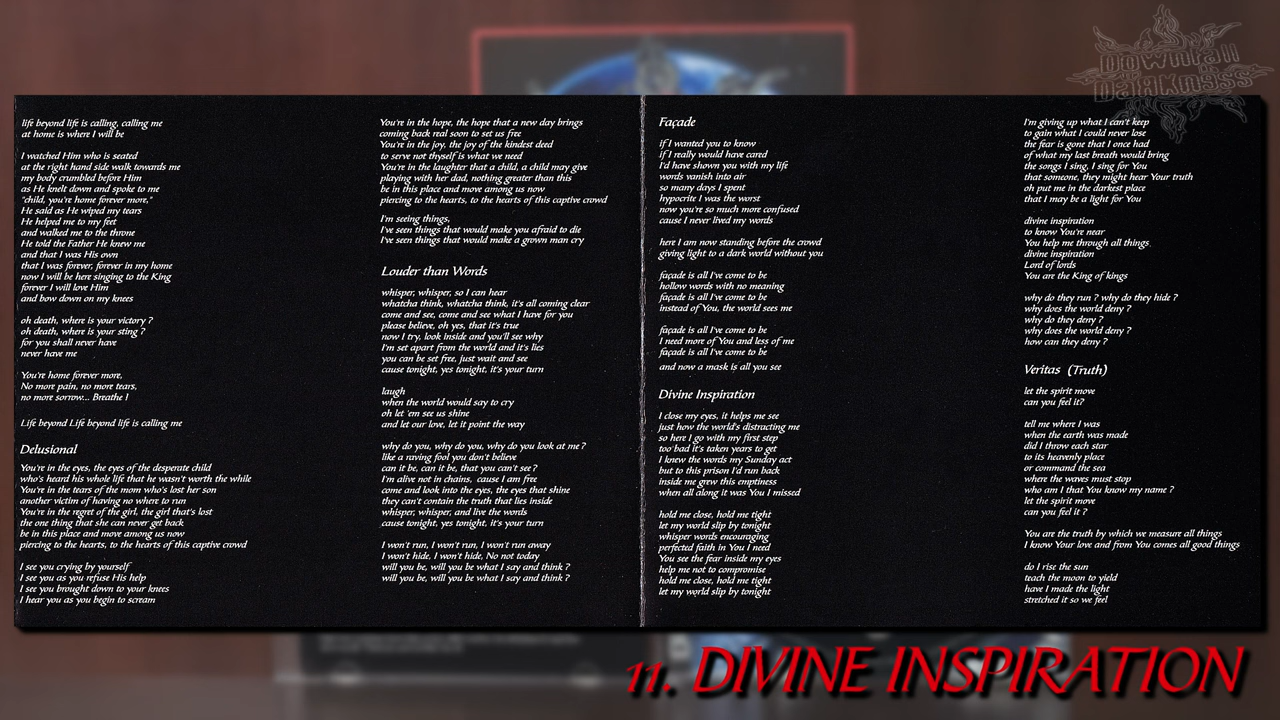 Downfall
Darkness
life beyond life is calling, calling me
at home is where I will be
I watched Him who is seated
at the right hand side walk towards me
my body crumbled before Him
as He knelt down and spoke to me
"child, you're home forever more,"
He said as He wiped my tears
He helped me to my feet
and walked me to the throne
He told the Father He knew me
and that I was His own
that I was forever, forever in my home
now I will be here singing to the King
forever I will love Him
and bow down on my knees
oh death, where is your victory ?
oh death, where is your sting ?
for you shall never have
never have me
You're home forever more,
No more pain, no more tears,
no more sorrow... Breathe !
Life beyond Life beyond life is calling me
Delusional
You're in the eyes, the eyes of the desperate child
who's heard his whole life that he wasn't worth the while
You're in the tears of the mom who's lost her son
another victim of having no where to run
You're in the regret of the girl, the girl that's lost
the one thing that she can never get back
be in this place and move among us now
piercing to the hearts, to the hearts of this captive crowd
I see you crying by yourself
I see you as you refuse His help
I see you brought down to your knees
I hear you as you begin to scream
You're in the hope, the hope that a new day brings
coming back real soon to set us free
You're in the joy, the joy of the kindest deed
to serve not thyself is what we need
You're in the laughter that a child, a child may give
playing with her dad, nothing greater than this
be in this place and move among us now
piercing to the hearts, to the hearts of this captive crowd
I'm seeing things,
I've seen things that would make you afraid to die
I've seen things that would make a grown man cry
Louder than Words
whisper, whisper, so I can hear
whatcha think, whatcha think, it's all coming clear
come and see, come and see what I have for you
please believe, oh yes, that it's true
now I try, look inside and you'll see why
I'm set apart from the world and it's lies
you can be set free, just wait and see
cause tonight, yes tonight, it's your turn
laugh
when the world would say to cry
oh let 'em see us shine
and let our love, let it point the way
why do you, why do you, why do you look at me ?
like a raving fool you don't believe
can it be, can it be, that you can't see ?
I'm alive not in chains, cause I am free
come and look into the eyes, the eyes that shine
they can't contain the truth that lies inside
whisper, whisper, and live the words
cause tonight, yes tonight, it's your turn
I won't run, I won't run, I won't run away
I won't hide, I won't hide, No not today
will you be, will you be what I say and think ?
will you be, will you be what I say and think ?
Façade
if I wanted you to know
if I really would have cared
I'd have shown you with my life
words vanish into air
so many days I spent
hypocrite I was the worst
now you're so much more confused
cause I never lived my words
here I am now standing before the crowd
giving light to a dark world without you
façade is all I've come to be
hollow words with no meaning
façade is all I've come to be
instead of You, the world sees me
façade is all I've come to be
I need more of You and less of me
façade is all I've come to be
and now a mask is all you see
Divine Inspiration
I close my eyes, it helps me see
just how the world's distracting me
so here I go with my first step
too bad it's taken years to get
I knew the words my Sunday act
but to this prison I'd run back
inside me grew this emptiness
when all along it was You I missed
hold me close, hold me tight
let my world slip by tonight
whisper words encouraging
perfected faith in You I need
You see the fear inside my eyes
help me not to compromise
hold me close, hold me tight
let my world slip by tonight
I'm giving up what I can't keep
to gain what I could never lose
the fear is gone that I once had
of what my last breath would bring
the songs I sing, I sing for You
that someone, they might hear Your truth
oh put me in the darkest place
that I may be a light for You
divine inspiration
to know You're near
You help me through all things
divine inspiration
Lord of lords
You are the King of kings
why do they run ? why do they hide ?
why does the world deny ?
why do they deny ?
why does the world deny ?
how can they deny ?
Veritas (Truth)
let the spirit move
can you feel it?
tell me where I was
when the earth was made
did I throw each star
to its heavenly place
or command the sea
where the waves must stop
who am I that You know my name ?
let the spirit move
can you feel it ?
You are the truth by which we measure all things
I know Your love and from You comes all good things
do I rise the sun
teach the moon to yield
have I made the light
stretched it so we feel
11. DIVINE INSPIRATION